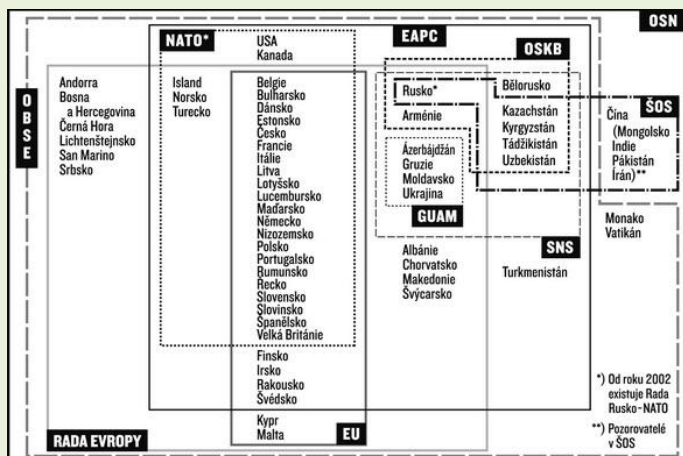 OSN
NATO*
EAPC
OSKB
USA
Kanada
OBSE
Andorra
Bosna
a Hercegovina
Černá Hora
Lichtenštejnsko
San Marino
Srbsko
Island
Norsko
Turecko
Belgie
Bulharsko
Dánsko
Estonsko
Česko
Francie
Itálie
Litva
Lotyšsko
Lucembursko
Maďarsko
Německo
Nizozemsko
Polsko
Portugalsko
Rumunsko
Řecko
Slovensko
Slovinsko
Španělsko
Velká Británie
Finsko
Irsko
Rakousko
Švédsko
Kypr
Malta
EU
RADA EVROPY
Rusko*
Arménie
Ázerbájdžán
Gruzie
Moldavsko
Ukrajina
GUAM
Albánie
Chorvatsko
Makedonie
Švýcarsko
Bělorusko
Kazachstán
Kyrgyzstán
Tádžikistán
Uzbekistán
SNS
Turkmenistán
ŠOS
Čína
(Mongolsko
Indie
Pákistán
Írán)**
Monako
Vatikán
*) Od roku 2002
existuje Rada
Rusko-NATO
**) Pozorovatelé
v ŠOS